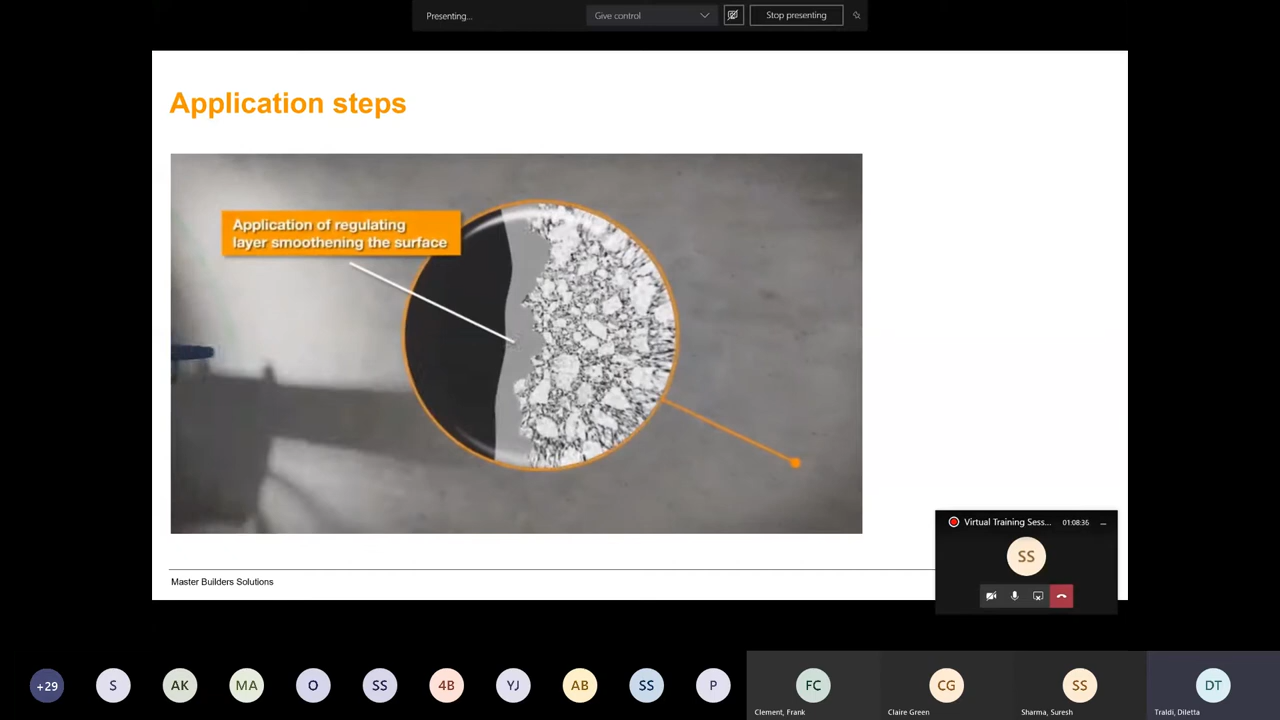 Presenting...
Give control
Stop presenting
Application steps
Application of regulating
layer smoothening the surface
Virtual Training Sess...
01:08:36
SS
Master Builders Solutions
+29
S
AK
MA
O
SS
4B
YJ
AB
SS
P
FC
CG
SS
DT
Clement, Frank
Claire Green
Sharma, Suresh
Traldi, Diletta